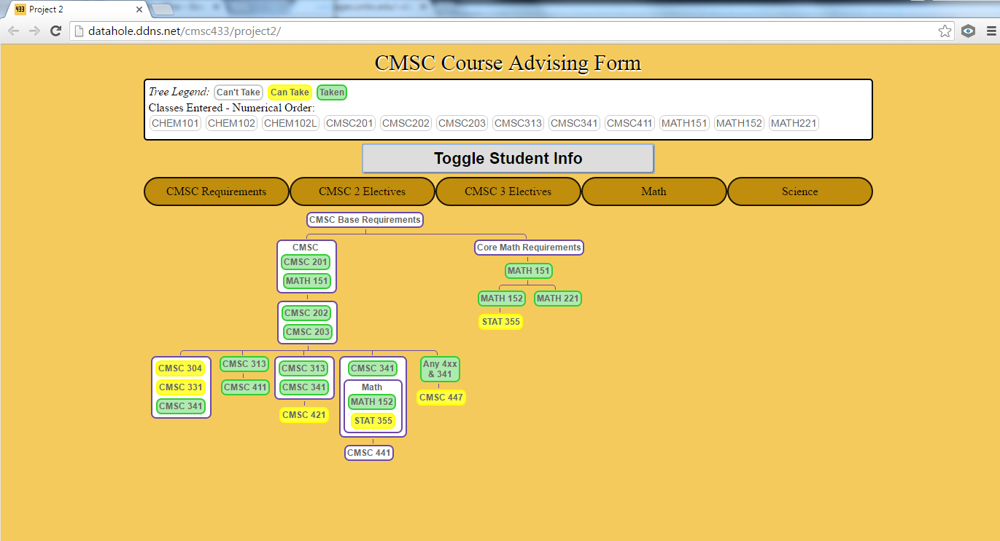 433 Project 2
datahole.ddns.net/cmsc433/project2/
CMSC Course Advising Form
Tree Legend: Can't Take Can Take Taken
Classes Entered - Numerical Order:
CHEM101 CHEM102 CHEM102L CMSC201 CMSC202 CMSC203 CMSC313 CMSC341 CMSC411 MATH151 MATH152 MATH221
Toggle Student Info
CMSC Requirements CMSC 2 Electives CMSC 3 Electives Math Science
CMSC Base Requirements
CMSC Core Math Requirements
CMSC 201
MATH 151
MATH 151
CMSC 202
CMSC 203
MATH 152 MATH 221
STAT 355
CMSC 304
CMSC 331
CMSC 341
CMSC 313
CMSC 411
CMSC 313
CMSC 341
CMSC 421
CMSC 341
Math
MATH 152
STAT 355
CMSC 441
Any 4xx
& 341
CMSC 447